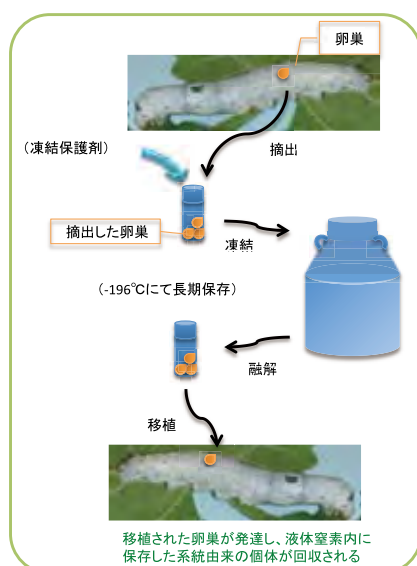 卵巣
(凍結保護剤)
摘出
摘出した卵巣
凍結
(-196℃にて長期保存)
融解
移植
移植された卵巣が発達し、液体窒素内に
保存した系統由来の個体が回収される